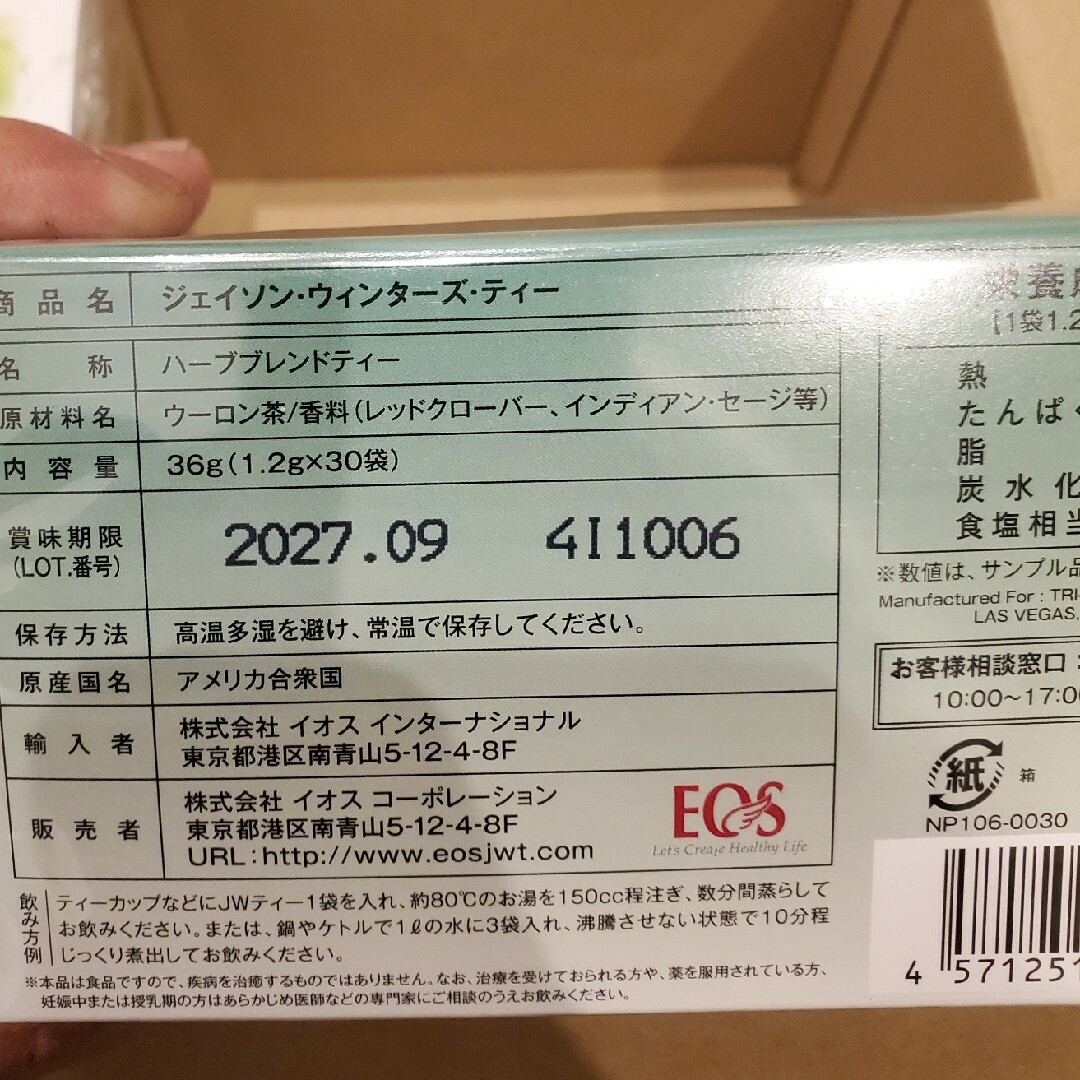 商品名 ジェイソン・ウィンターズ・ティー
名称 ハーブブレンドティー
原材料名 ウーロン茶/香料(レッドクローバー、インディアン・セージ等)
内容量 36g(1.2g×30袋)
賞味期限 2027.09 4I1006
(LOT.番号)
保存方法 高温多湿を避け、常温で保存してください。
原産国名 アメリカ合衆国
輸入者 株式会社 イオス インターナショナル
東京都港区南青山5-12-4-8F
販売者 株式会社 イオス コーポレーション
東京都港区南青山5-12-4-8F
URL:http://www.eosjwt.com
EOS
Let's Create Healthy Life
飲み方例
ティーカップなどにJWティー1袋を入れ、約80℃のお湯を150cc程注ぎ、数分間蒸らして
お飲みください。または、鍋やケトルで1ℓの水に3袋入れ、沸騰させない状態で10分程
じっくり煮出してお飲みください。
※本品は食品ですので、疾病を治癒するものではありません。なお、治療を受けておられる方や、薬を服用されている方、
妊娠中または授乳期の方はあらかじめ医師などの専門家にご相談のうえお飲みください。
栄養
【1袋1.2
熱
たんぱ
脂
炭水化
食塩相当
※数値は、サンプル品
Manufactured For : TRI-
LAS VEGAS,
お客様相談窓口:
10:00〜17:00
紙 箱
NP106-0030
4 571251